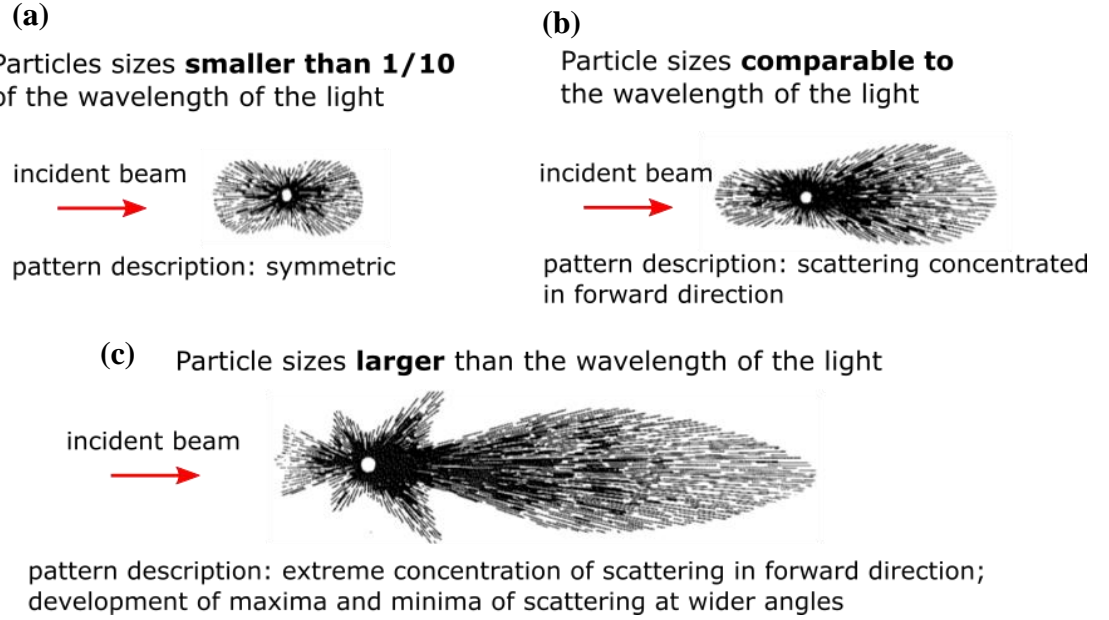 (a)
Particles sizes smaller than 1/10
of the wavelength of the light
incident beam
pattern description: symmetric
(b)
Particle sizes comparable to
the wavelength of the light
incident beam
pattern description: scattering concentrated
in forward direction
(c)
Particle sizes larger than the wavelength of the light
incident beam
pattern description: extreme concentration of scattering in forward direction;
development of maxima and minima of scattering at wider angles